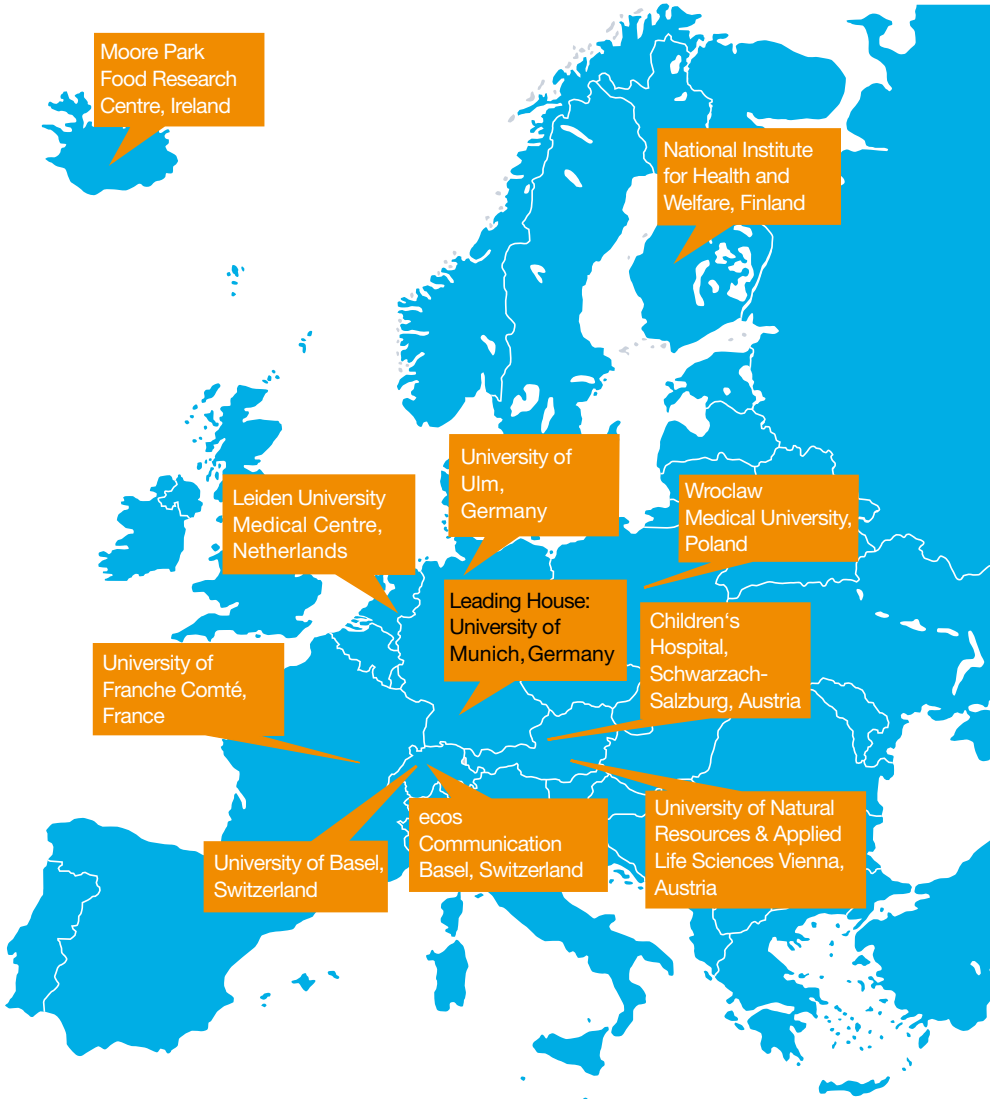 Moore Park
Food Research
Centre, Ireland
National Institute
for Health and
Welfare, Finland
University of
Ulm,
Germany
Leiden University
Medical Centre,
Netherlands
Wroclaw
Medical University,
Poland
Leading House:
University of
Munich, Germany
Children‘s
Hospital,
Schwarzach-
Salzburg, Austria
University of
Franche Comté,
France
ecos
Communication
Basel, Switzerland
University of Natural
Resources & Applied
Life Sciences Vienna,
Austria
University of Basel,
Switzerland